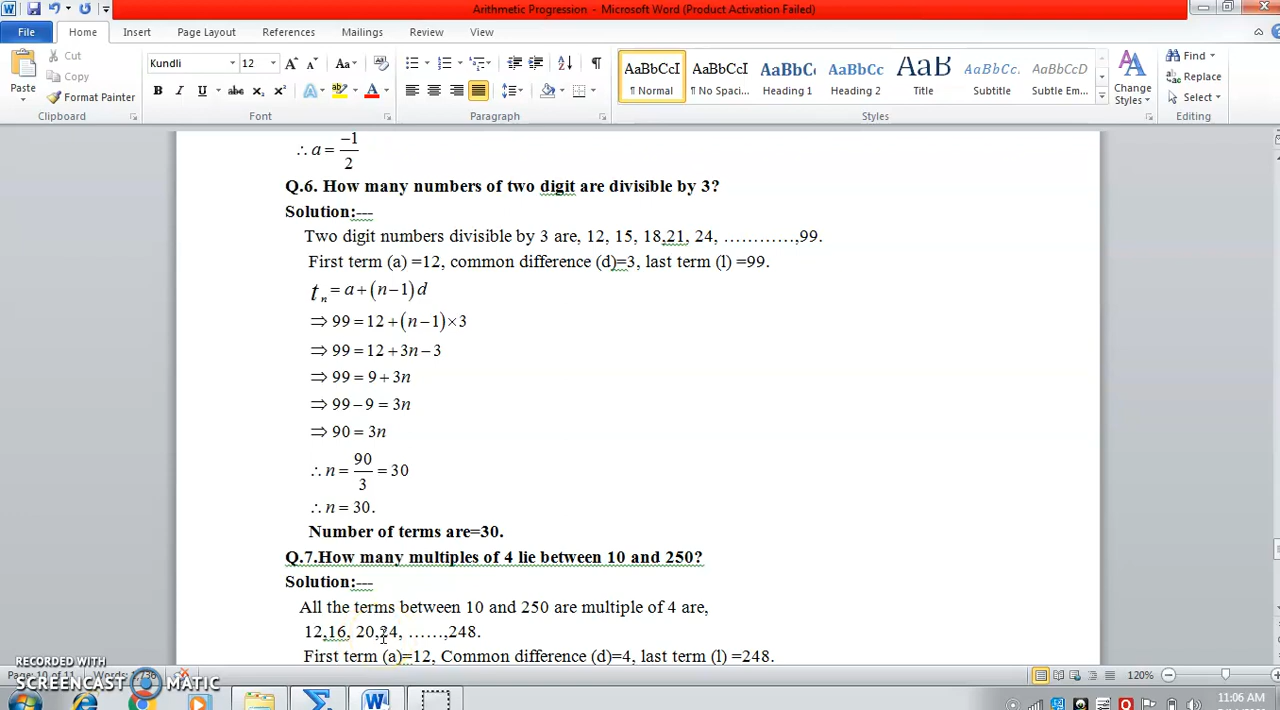 Arithmetic Progression - Microsoft Word (Product Activation Failed)
File Home Insert Page Layout References Mailings Review View
Paste Cut Copy Format Painter
Kundli 12
AaBbCcI AaBbCcI AaBbCc AaBbCc AaB AaBbCc. AaBbCcD
¶ Normal ¶ No Spaci... Heading 1 Heading 2 Title Subtitle Subtle Em...
Change Styles
Find
Replace
Select
Clipboard Font Paragraph Styles Editing
∴ a = −1/2
Q.6. How many numbers of two digit are divisible by 3?
Solution:---
Two digit numbers divisible by 3 are, 12, 15, 18,21, 24, …………,99.
First term (a) =12, common difference (d)=3, last term (l) =99.
tₙ = a + (n−1) d
⇒ 99 = 12 + (n−1)×3
⇒ 99 = 12 + 3n − 3
⇒ 99 = 9 + 3n
⇒ 99 − 9 = 3n
⇒ 90 = 3n
∴ n = 90/3 = 30
∴ n = 30.
Number of terms are=30.
Q.7.How many multiples of 4 lie between 10 and 250?
Solution:---
All the terms between 10 and 250 are multiple of 4 are,
12,16, 20,24, ……,248.
First term (a)=12, Common difference (d)=4, last term (l) =248.
RECORDED WITH
SCREENCAST MATIC
Page: 10 of 11 Words: 120%
11:06 AM